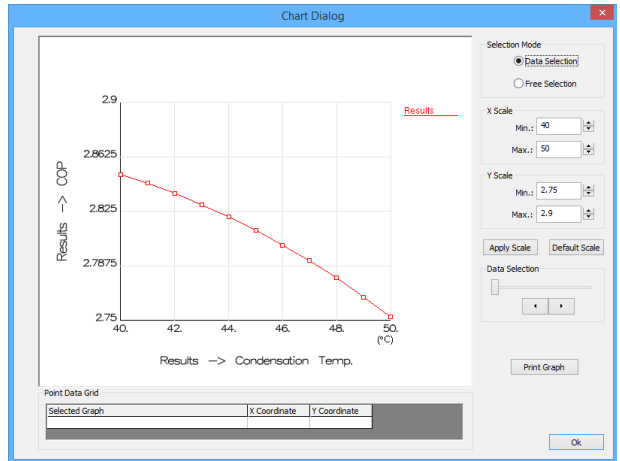 Chart Dialog
×
Selection Mode
Data Selection
Free Selection
X Scale
Min.: 40
Max.: 50
Y Scale
Min.: 2.75
Max.: 2.9
Apply Scale Default Scale
Data Selection
Print Graph
Results
2.9
2.8625
2.825
2.7875
2.75
Results —> COP
40. 42. 44. 46. 48. 50.
(°C)
Results —> Condensation Temp.
Point Data Grid
Selected Graph X Coordinate Y Coordinate
Ok